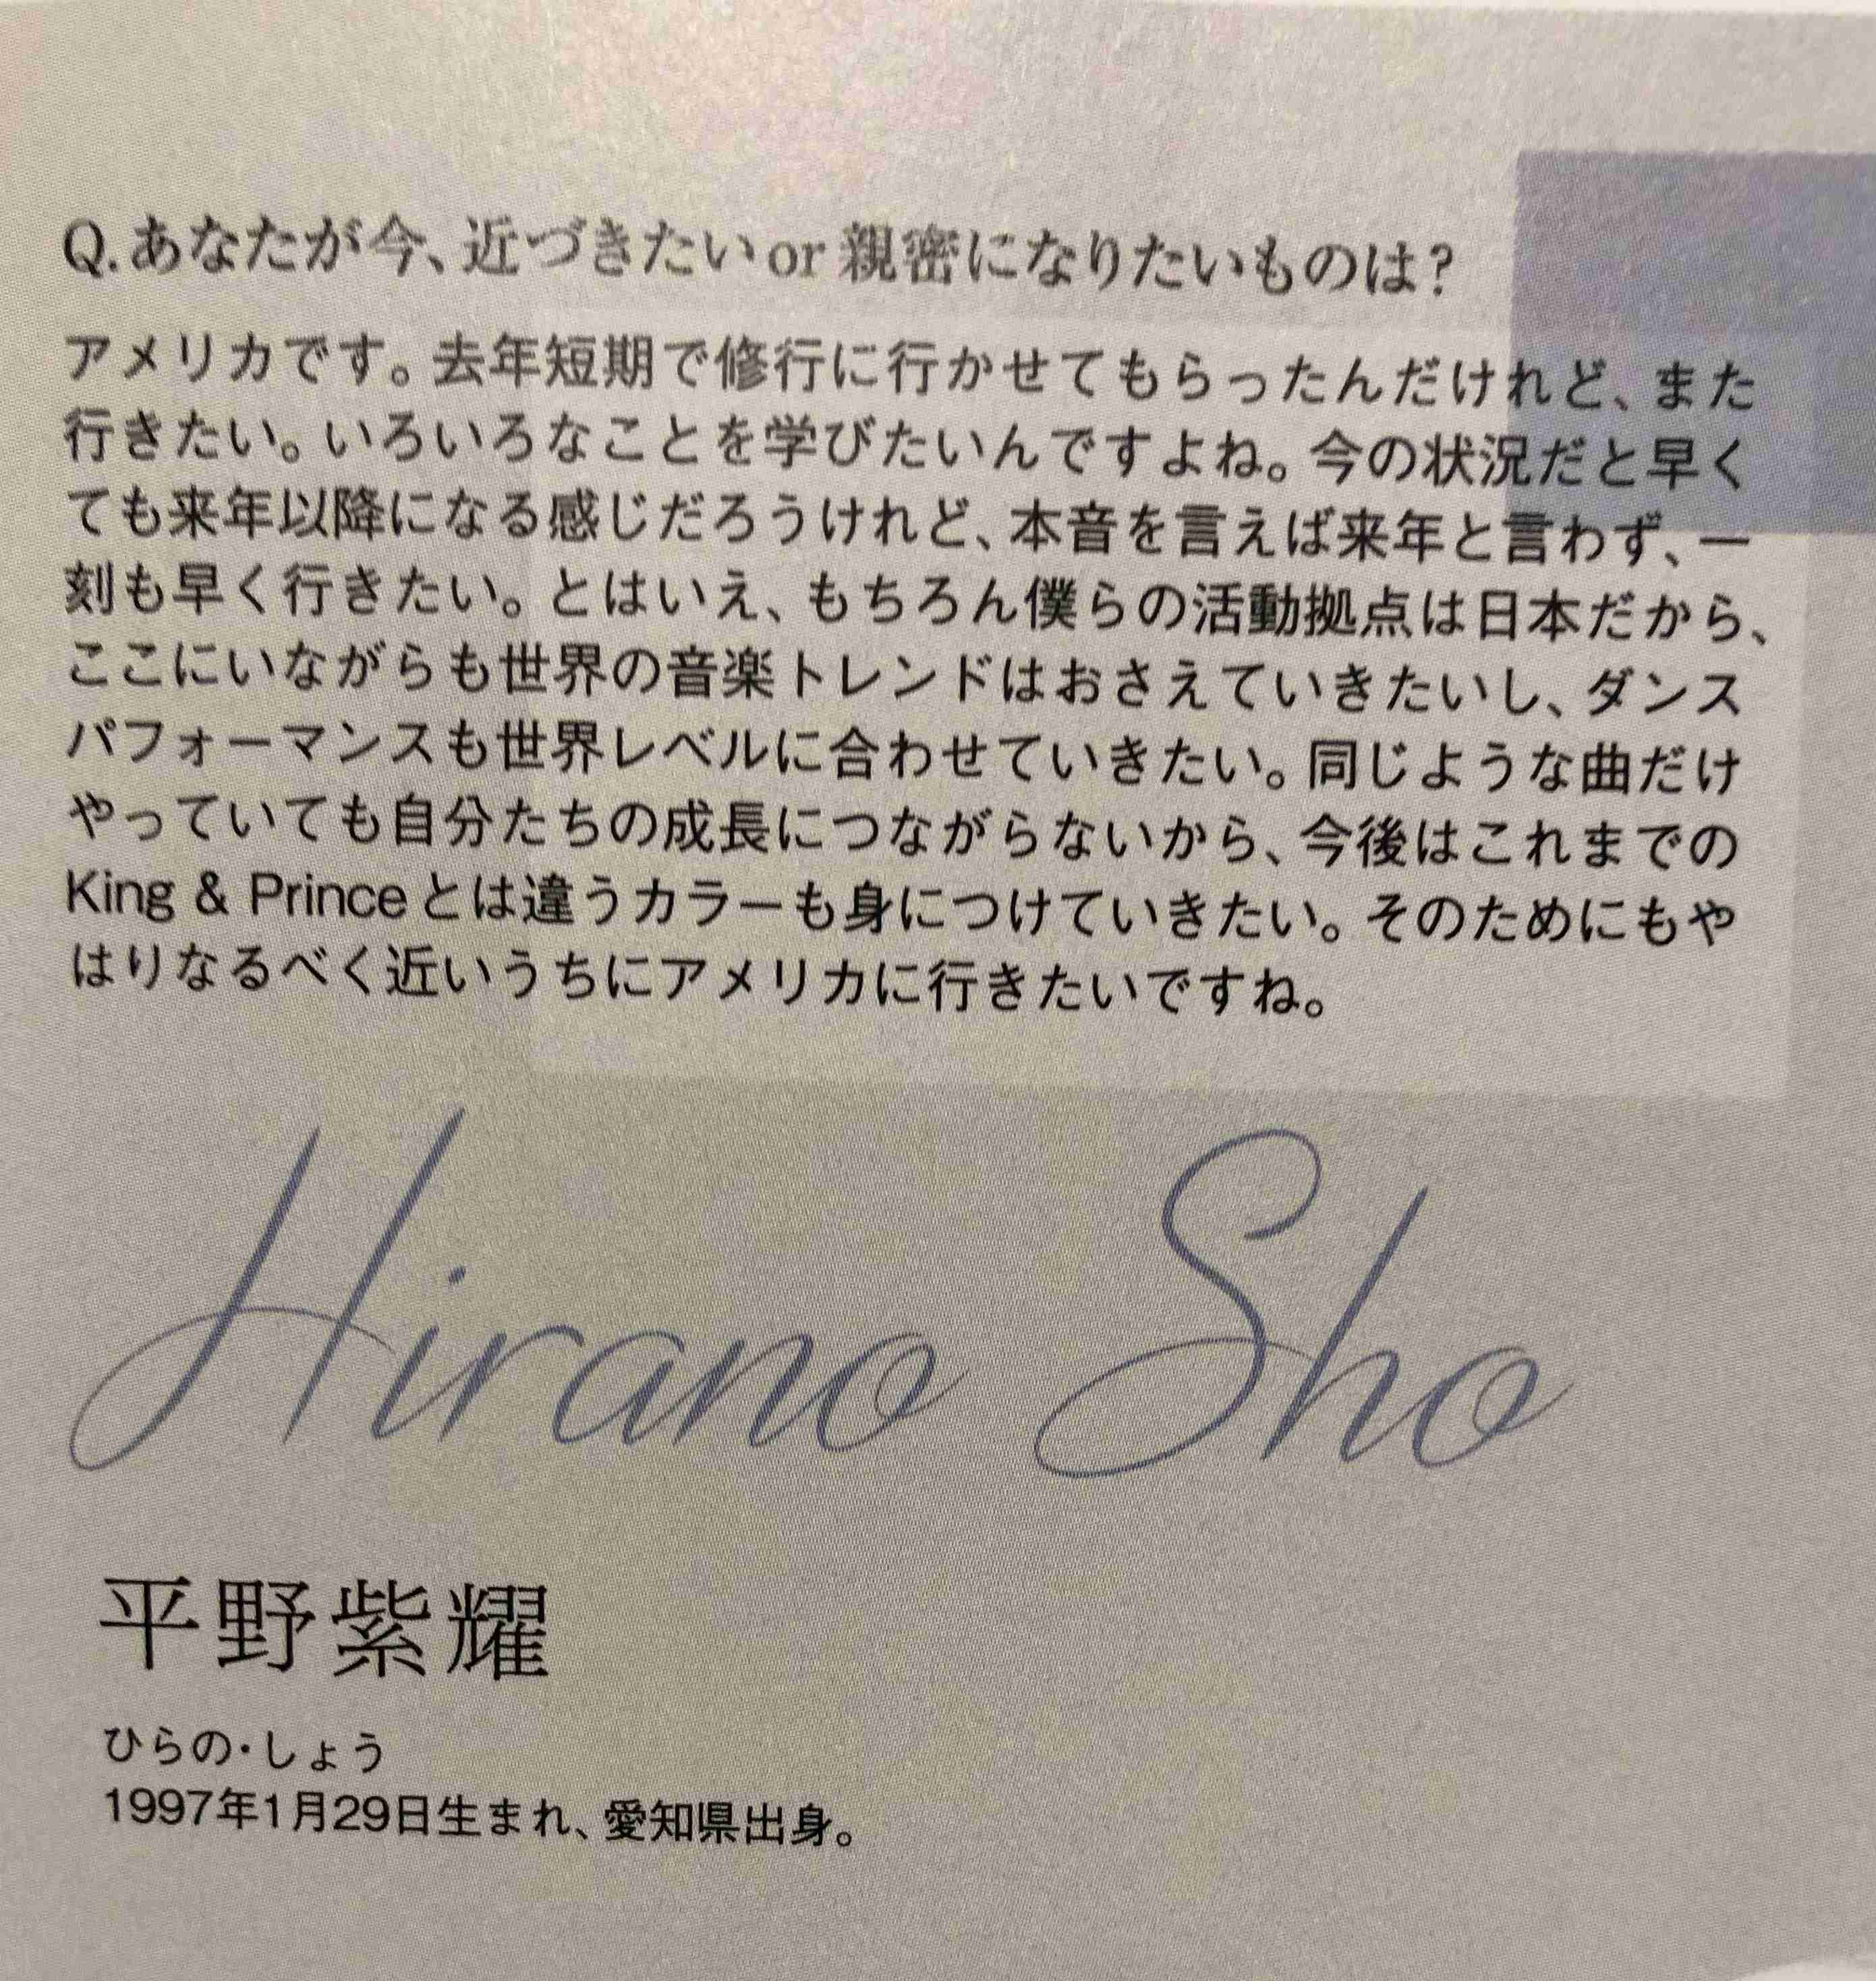 Q.あなたが今、近づきたいor親密になりたいものは?
アメリカです。去年短期で修行に行かせてもらったんだけれど、また
行きたい。いろいろなことを学びたいんですよね。今の状況だと早く
ても来年以降になる感じだろうけれど、本音を言えば来年と言わず、一
刻も早く行きたい。とはいえ、もちろん僕らの活動拠点は日本だから、
ここにいながらも世界の音楽トレンドはおさえていきたいし、ダンス
パフォーマンスも世界レベルに合わせていきたい。同じような曲だけ
やっていても自分たちの成長につながらないから、今後はこれまでの
King & Princeとは違うカラーも身につけていきたい。そのためにもや
はりなるべく近いうちにアメリカに行きたいですね。
Hirano Sho
平野紫耀
ひらの・しょう
1997年1月29日生まれ、愛知県出身。